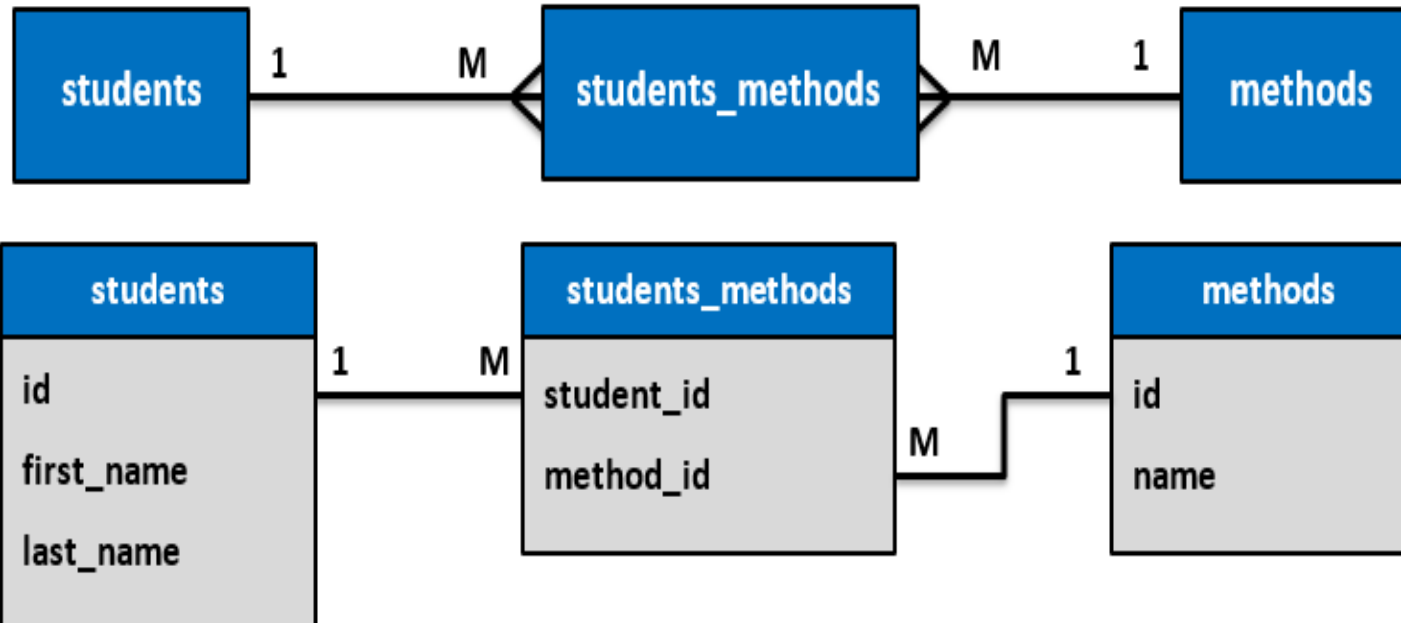 students 1 M students_methods M 1 methods
students students_methods methods
1 M 1
id student_id id
M
first_name method_id name
last_name